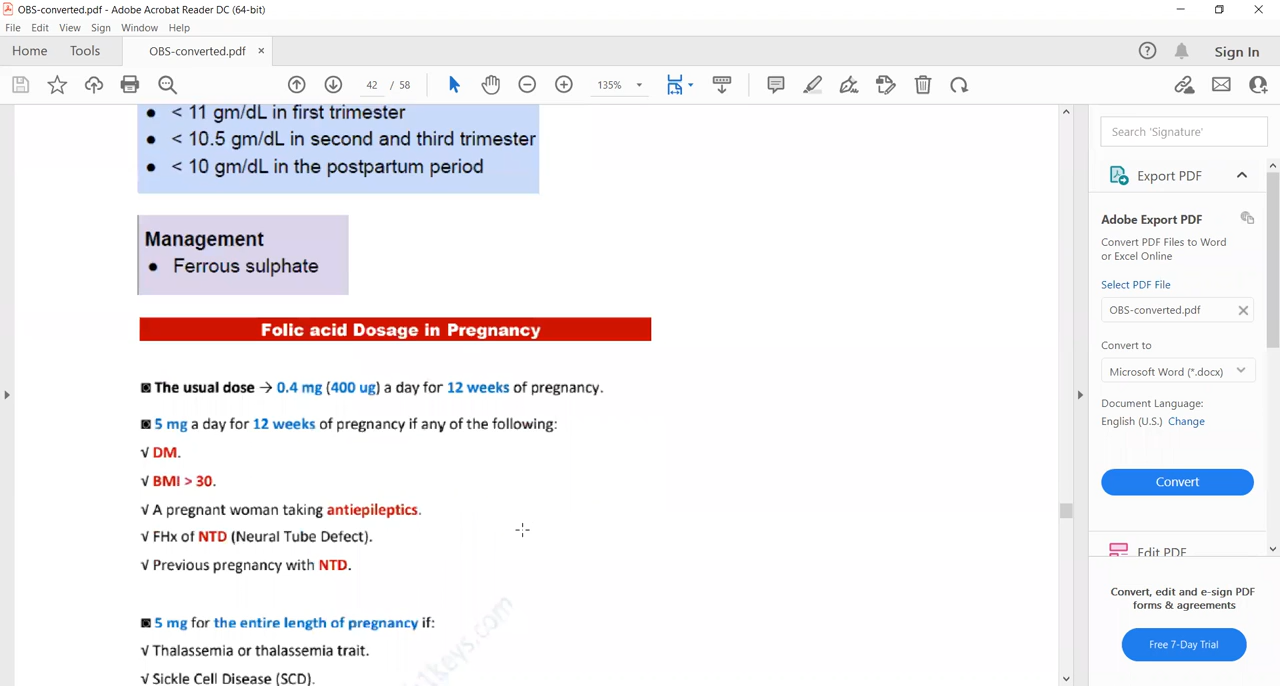 OBS-converted.pdf - Adobe Acrobat Reader DC (64-bit)
File Edit View Sign Window Help
Home Tools OBS-converted.pdf × Sign In
42 / 58 135%
• < 11 gm/dL in first trimester
• < 10.5 gm/dL in second and third trimester
• < 10 gm/dL in the postpartum period
Management
• Ferrous sulphate
Folic acid Dosage in Pregnancy
◙ The usual dose → 0.4 mg (400 ug) a day for 12 weeks of pregnancy.
◙ 5 mg a day for 12 weeks of pregnancy if any of the following:
√ DM.
√ BMI > 30.
√ A pregnant woman taking antiepileptics.
√ FHx of NTD (Neural Tube Defect).
√ Previous pregnancy with NTD.
◙ 5 mg for the entire length of pregnancy if:
√ Thalassemia or thalassemia trait.
√ Sickle Cell Disease (SCD).
Search 'Signature'
Export PDF
Adobe Export PDF
Convert PDF Files to Word
or Excel Online
Select PDF File
OBS-converted.pdf
Convert to
Microsoft Word (*.docx)
Document Language:
English (U.S.) Change
Convert
Edit PDF
Convert, edit and e-sign PDF
forms & agreements
Free 7-Day Trial